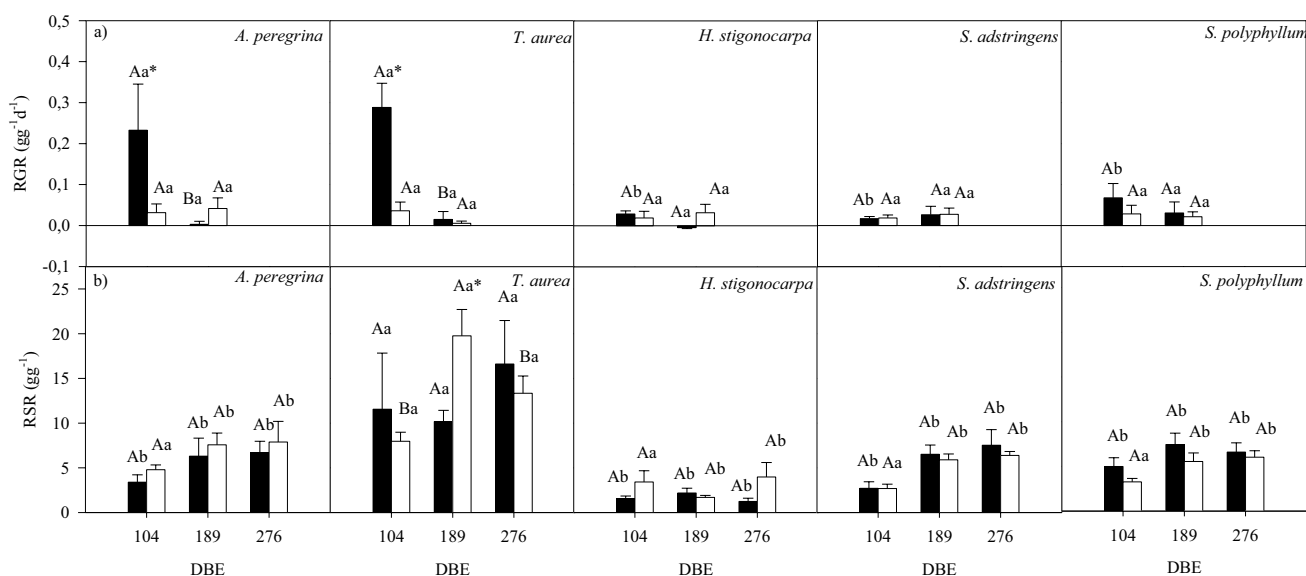 a)
A. peregrina
T. aurea
H. stigonocarpa
S. adstringens
S. polyphyllum
RGR (gg⁻¹d⁻¹)
0,5
0,4
0,3
0,2
0,1
0,0
-0,1
Aa* Aa Ba Aa
Aa* Aa Ba Aa
Ab Aa Aa Aa
Ab Aa Aa Aa
Ab Aa Aa Aa
b)
A. peregrina
T. aurea
H. stigonocarpa
S. adstringens
S. polyphyllum
RSR (gg⁻¹)
25
20
15
10
5
0
Ab Aa Ab Ab Ab Ab
Aa Ba Aa Aa* Aa Ba
Ab Aa Ab Ab Ab Ab
Ab Aa Ab Ab Ab Ab
Ab Aa Ab Ab Ab Ab
104 189 276
104 189 276
104 189 276
104 189 276
104 189 276
DBE
DBE
DBE
DBE
DBE